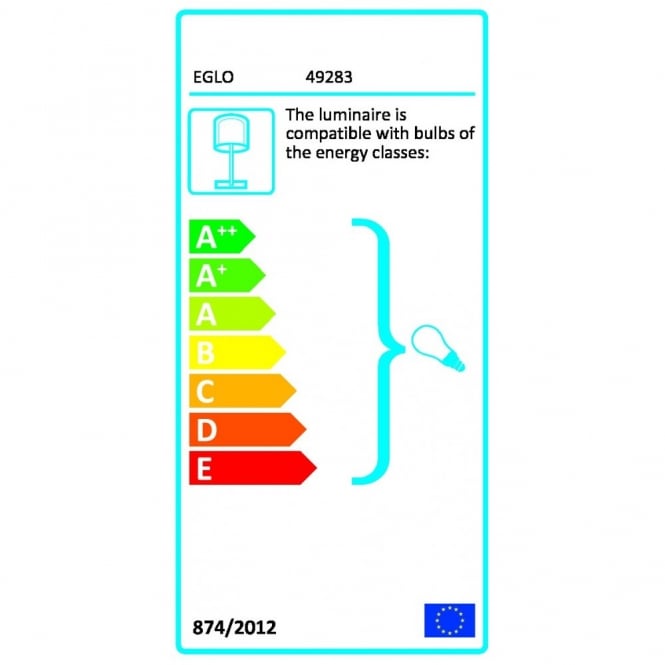 EGLO 49283
The luminaire is
compatible with bulbs of
the energy classes:
A++
A+
A
B
C
D
E
874/2012